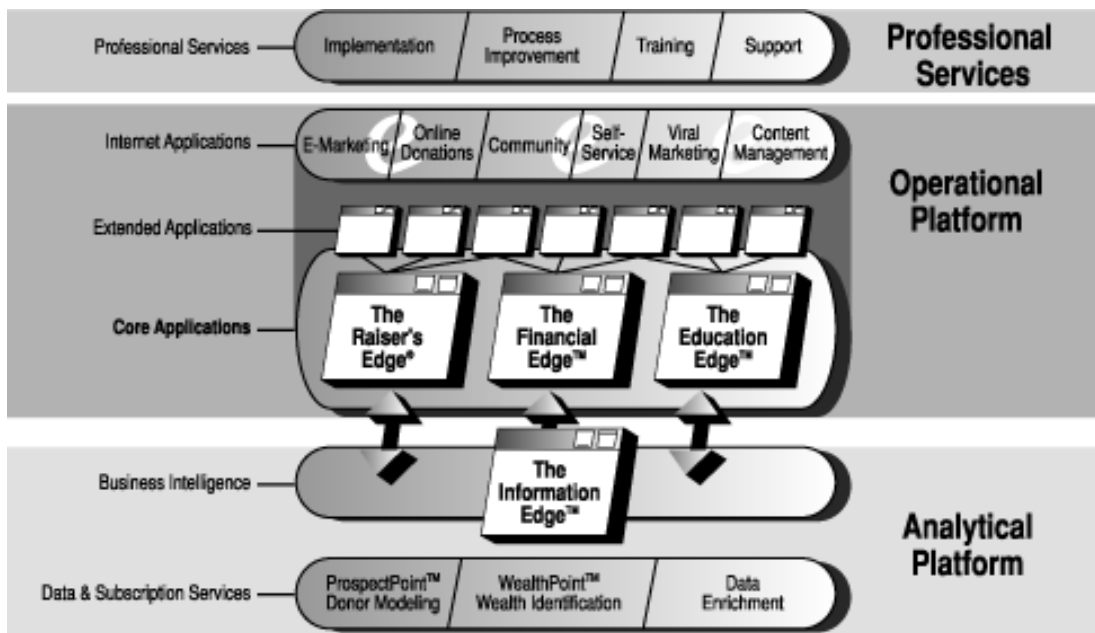 Professional Services
Implementation
Process
Improvement
Training
Support
Professional
Services
Internet Applications
E-Marketing
Online
Donations
Community
Self-
Service
Viral
Marketing
Content
Management
Operational
Platform
Extended Applications
Core Applications
The
Raiser's
Edge®
The
Financial
Edge™
The
Education
Edge™
Business Intelligence
The
Information
Edge™
Analytical
Platform
Data & Subscription Services
ProspectPoint™
Donor Modeling
WealthPoint™
Wealth Identification
Data
Enrichment